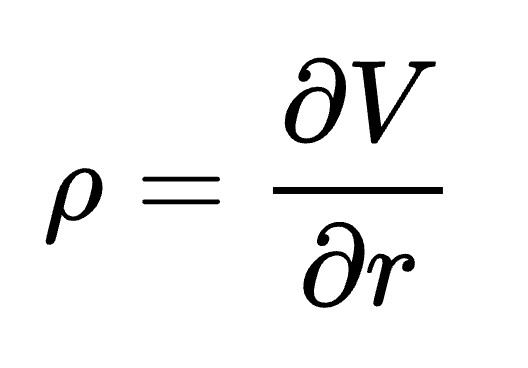 ρ = ∂V/∂r